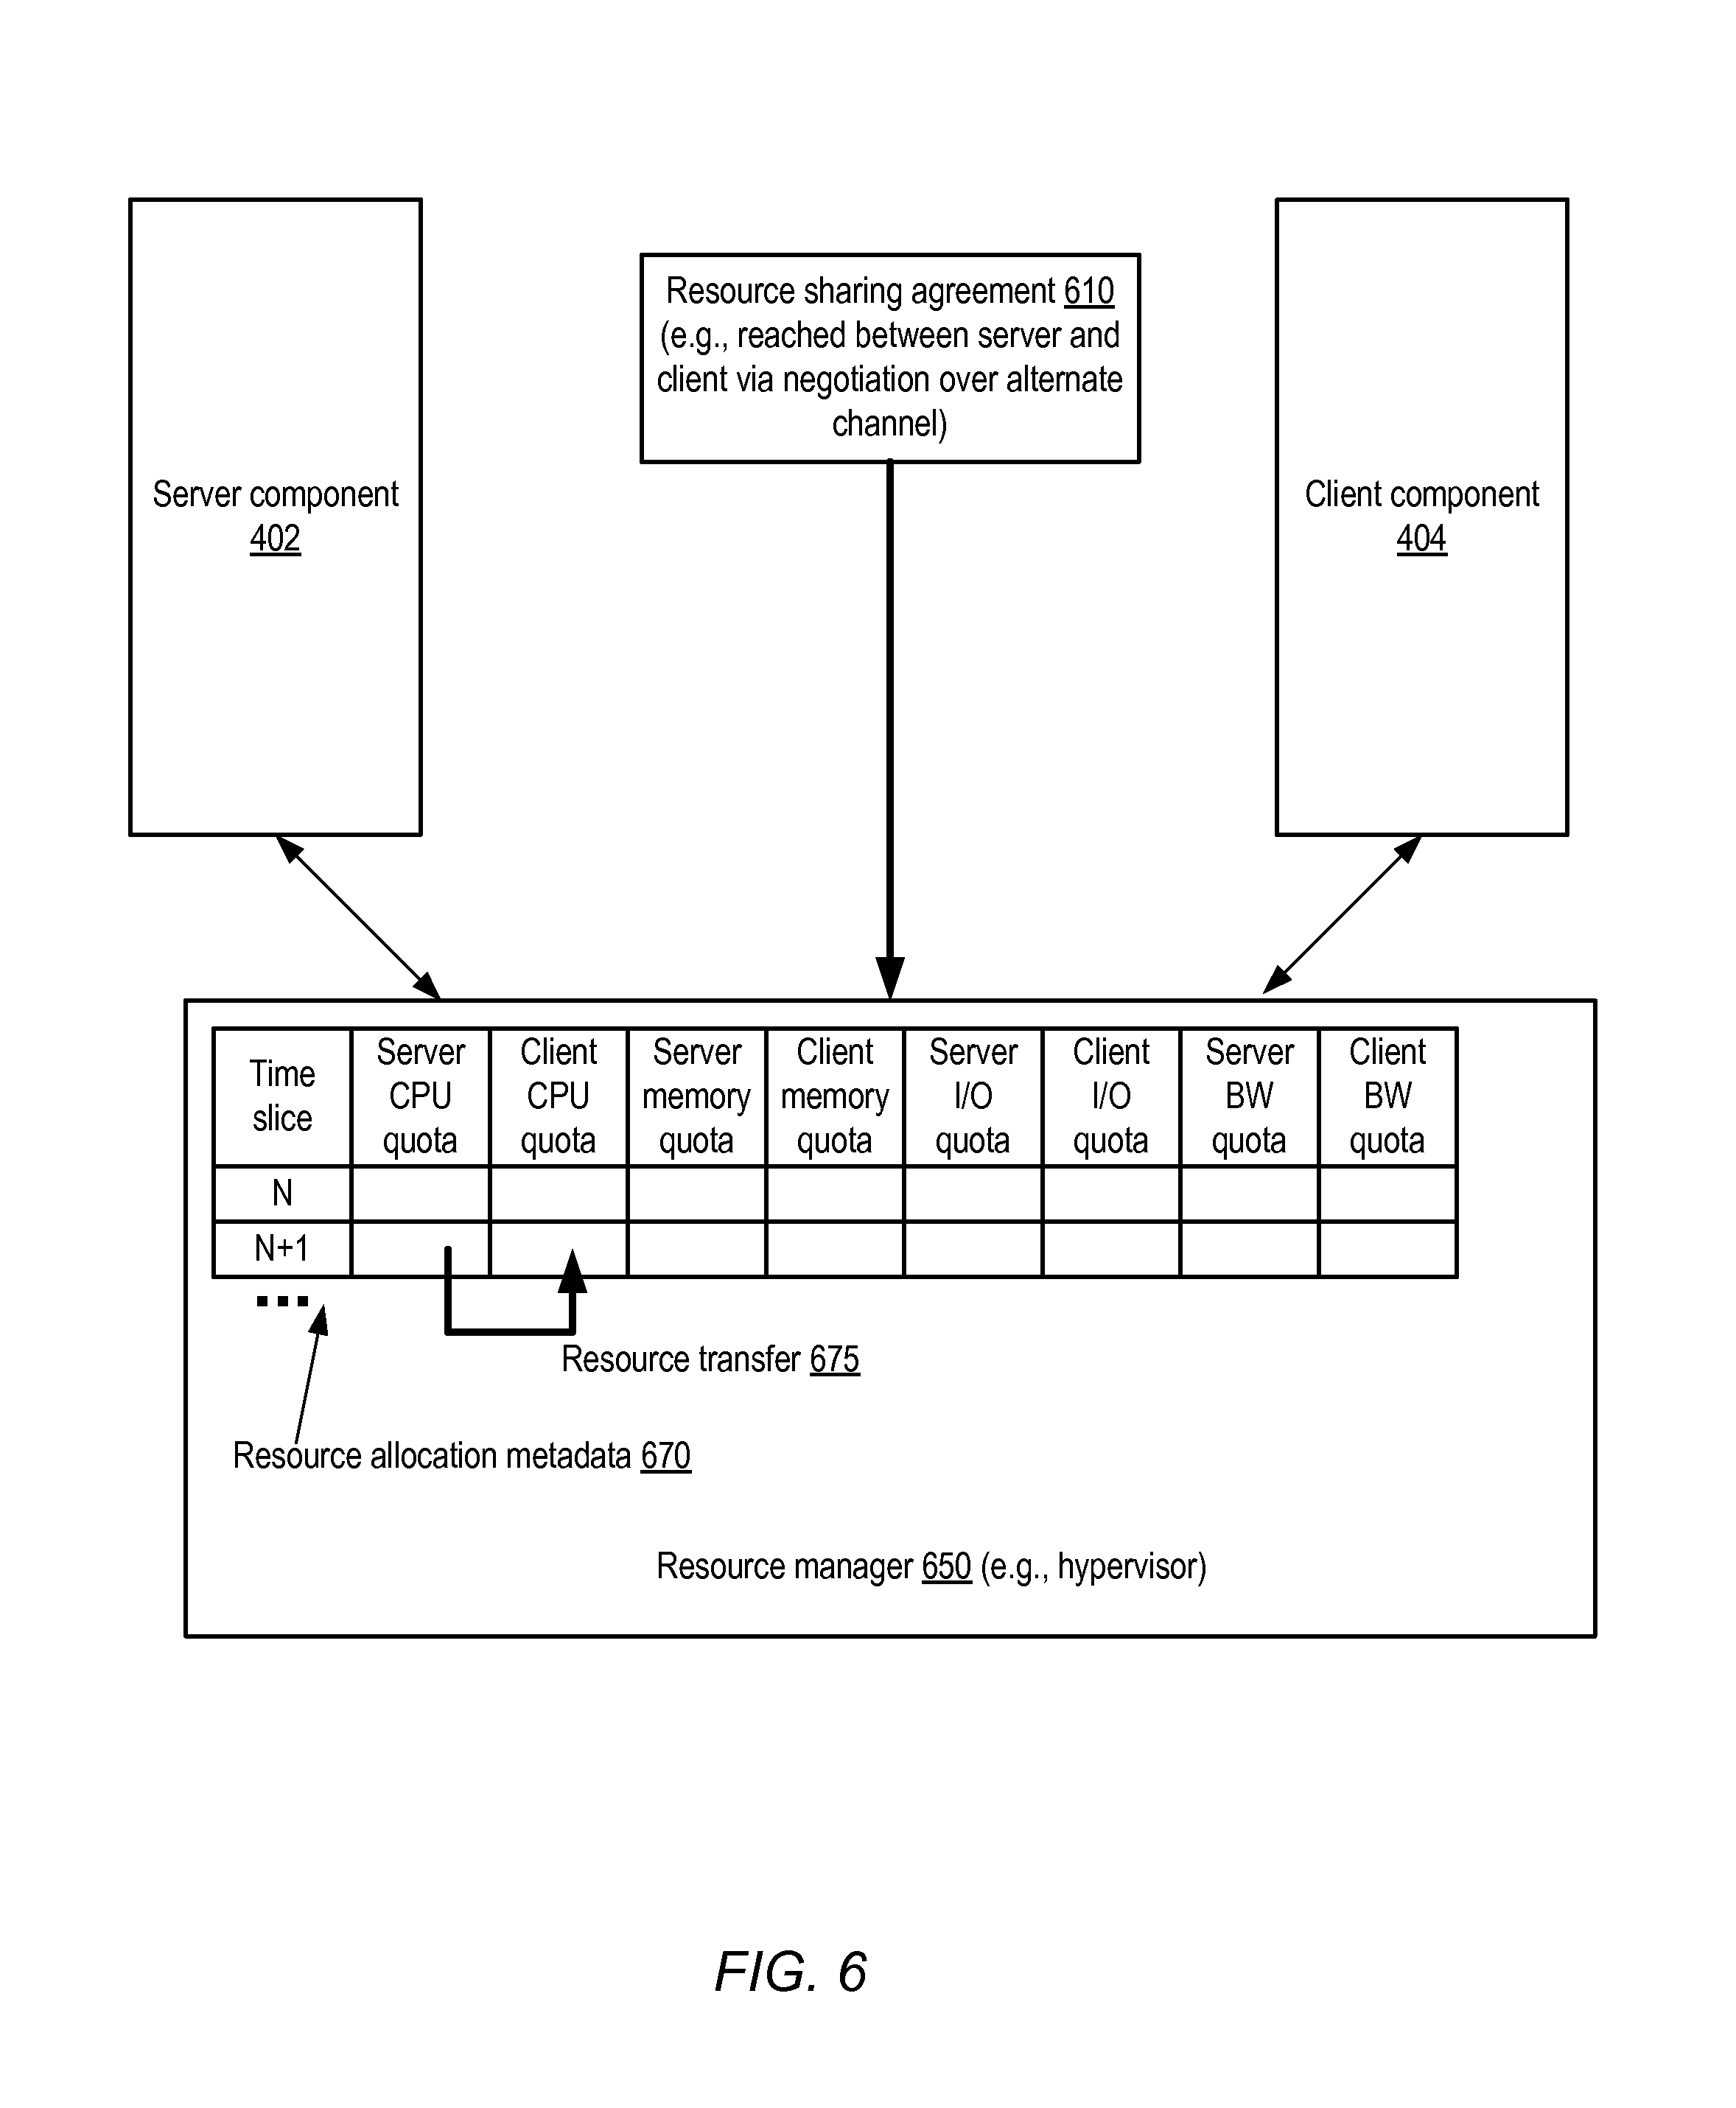 Resource sharing agreement 610
(e.g., reached between server and
client via negotiation over alternate
channel)
Server component
402
Client component
404
Time
slice
Server
CPU
quota
Client
CPU
quota
Server
memory
quota
Client
memory
quota
Server
I/O
quota
Client
I/O
quota
Server
BW
quota
Client
BW
quota
N
N+1
...
Resource transfer 675
Resource allocation metadata 670
Resource manager 650 (e.g., hypervisor)
FIG. 6